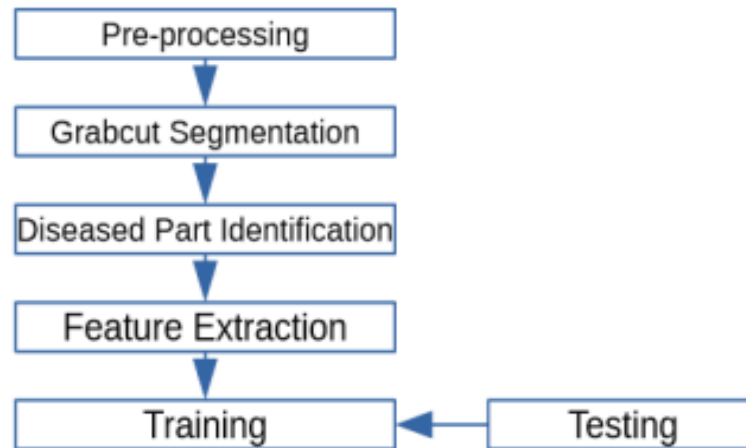 Pre-processing
Grabcut Segmentation
Diseased Part Identification
Feature Extraction
Training
Testing